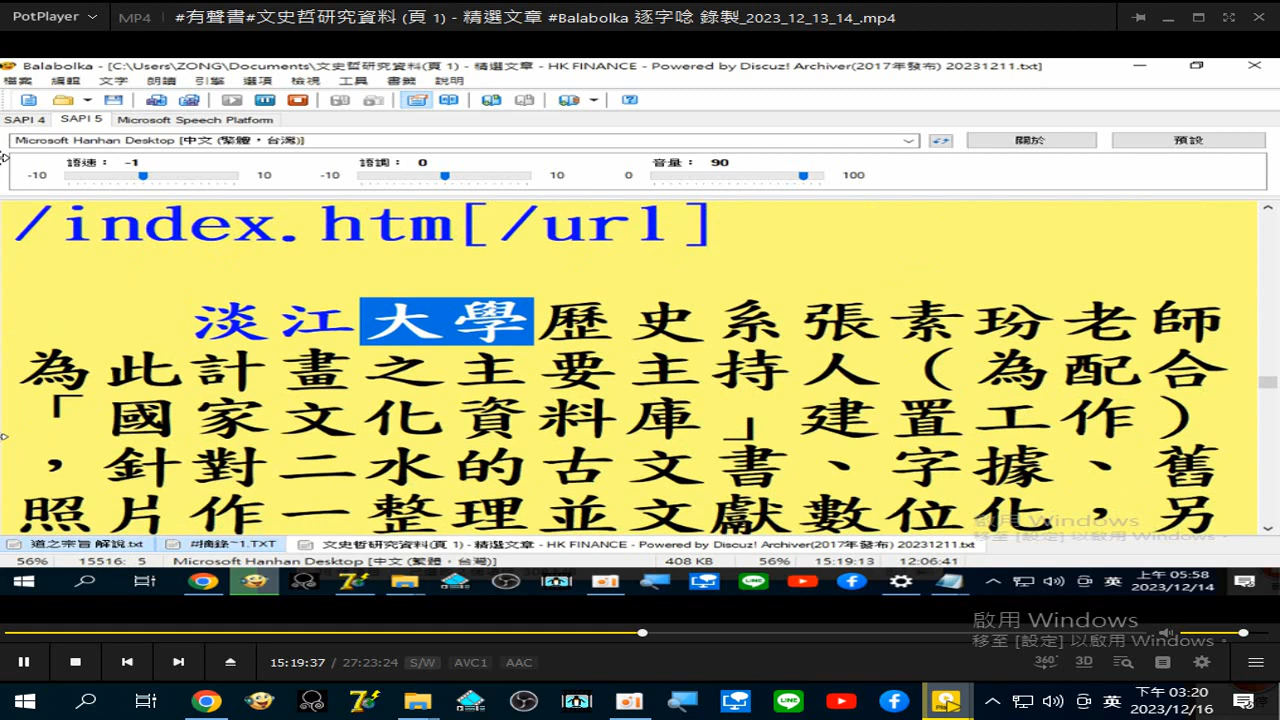 PotPlayer MP4 #有聲書#文史哲研究資料 (頁 1) - 精選文章 #Balabolka 逐字唸 錄製_2023_12_13_14_.mp4
Balabolka - [C:\Users\ZONG\Documents\文史哲研究資料(頁 1) - 精選文章 - HK FINANCE - Powered by Discuz! Archiver(2017年發布) 20231211.txt]
檔案 編輯 文字 朗讀 引擎 選項 檢視 工具 書籤 說明
SAPI 4 SAPI 5 Microsoft Speech Platform
Microsoft Hanhan Desktop [中文 (繁體，台灣)] 關於 預設
語速： -1 語調： 0 音量： 90
-10 10 -10 10 0 100
/index.htm[/url]
淡江大學歷史系張素玢老師
為此計畫之主要主持人（為配合
「國家文化資料庫」建置工作）
，針對二水的古文書、字據、舊
照片作一整理並文獻數位化，另
啟用 Windows
移至 [設定] 以啟用 Windows。
道之宗旨 解說.txt #摘錄~1.TXT 文史哲研究資料(頁 1) - 精選文章 - HK FINANCE - Powered by Discuz! Archiver(2017年發布) 20231211.txt
56% 15516: 5 Microsoft Hanhan Desktop [中文 (繁體，台灣)] 408 KB 56% 15:19:13 12:06:41
英 上午 05:58
2023/12/14
啟用 Windows
移至 [設定] 以啟用 Windows。
15:19:37 / 27:23:24 S/W AVC1 AAC 360° 3D
英 下午 03:20
2023/12/16